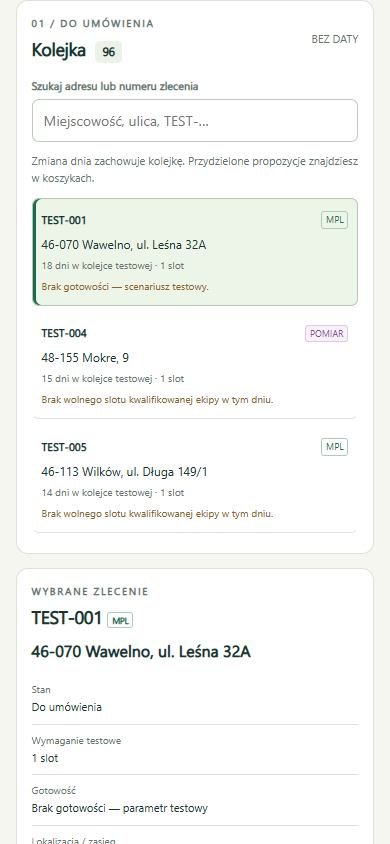 01 / DO UMÓWIENIA
Kolejka 96
BEZ DATY
Szukaj adresu lub numeru zlecenia
Miejscowość, ulica, TEST-...
Zmiana dnia zachowuje kolejkę. Przydzielone propozycje znajdziesz
w koszykach.
TEST-001 MPL
46-070 Wawelno, ul. Leśna 32A
18 dni w kolejce testowej · 1 slot
Brak gotowości — scenariusz testowy.
TEST-004 POMIAR
48-155 Mokre, 9
15 dni w kolejce testowej · 1 slot
Brak wolnego slotu kwalifikowanej ekipy w tym dniu.
TEST-005 MPL
46-113 Wilków, ul. Długa 149/1
14 dni w kolejce testowej · 1 slot
Brak wolnego slotu kwalifikowanej ekipy w tym dniu.
WYBRANE ZLECENIE
TEST-001 MPL
46-070 Wawelno, ul. Leśna 32A
Stan
Do umówienia
Wymaganie testowe
1 slot
Gotowość
Brak gotowości — parametr testowy
Lokalizacja / zasięg